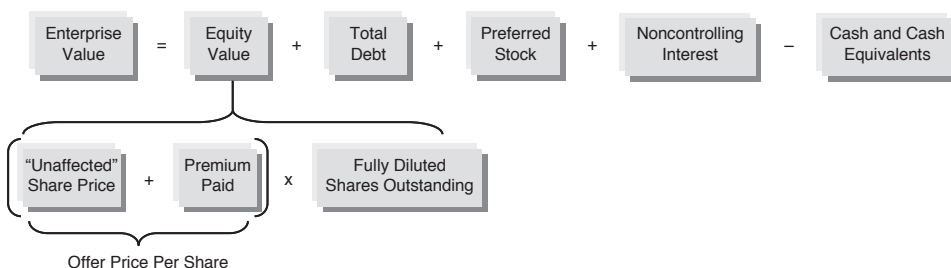 Enterprise Value = Equity Value + Total Debt + Preferred Stock + Noncontrolling Interest – Cash and Cash Equivalents
“Unaffected” Share Price + Premium Paid x Fully Diluted Shares Outstanding
Offer Price Per Share